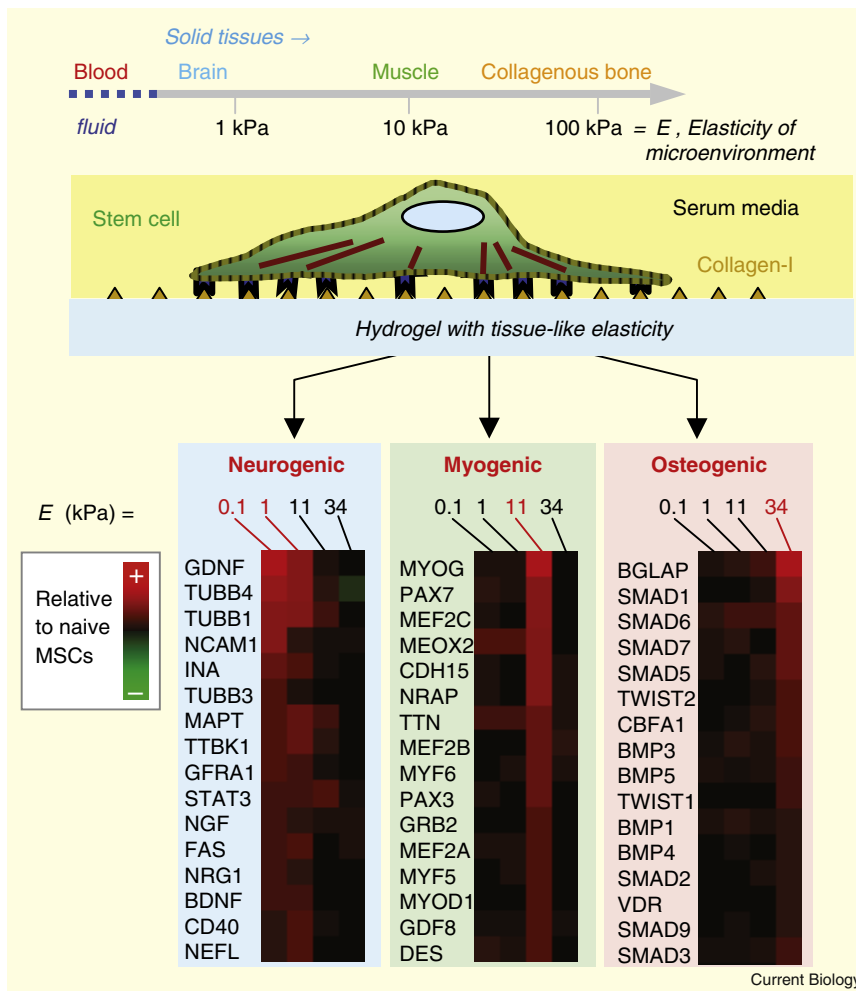 Solid tissues →
Blood Brain Muscle Collagenous bone
fluid 1 kPa 10 kPa 100 kPa = E , Elasticity of
microenvironment
Stem cell Serum media
Collagen-I
Hydrogel with tissue-like elasticity
Neurogenic Myogenic Osteogenic
E (kPa) = 0.1 1 11 34 0.1 1 11 34 0.1 1 11 34
+
Relative
to naive
MSCs
–
GDNF
TUBB4
TUBB1
NCAM1
INA
TUBB3
MAPT
TTBK1
GFRA1
STAT3
NGF
FAS
NRG1
BDNF
CD40
NEFL
MYOG
PAX7
MEF2C
MEOX2
CDH15
NRAP
TTN
MEF2B
MYF6
PAX3
GRB2
MEF2A
MYF5
MYOD1
GDF8
DES
BGLAP
SMAD1
SMAD6
SMAD7
SMAD5
TWIST2
CBFA1
BMP3
BMP5
TWIST1
BMP1
BMP4
SMAD2
VDR
SMAD9
SMAD3
Current Biology